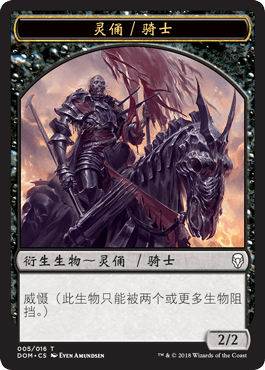 灵俑 / 骑士
衍生生物～灵俑 / 骑士
威慑（此生物只能被两个或更多生物阻
挡。）
2/2
005/016 T
DOM • CS Even Amundsen
™ & © 2018 Wizards of the Coast